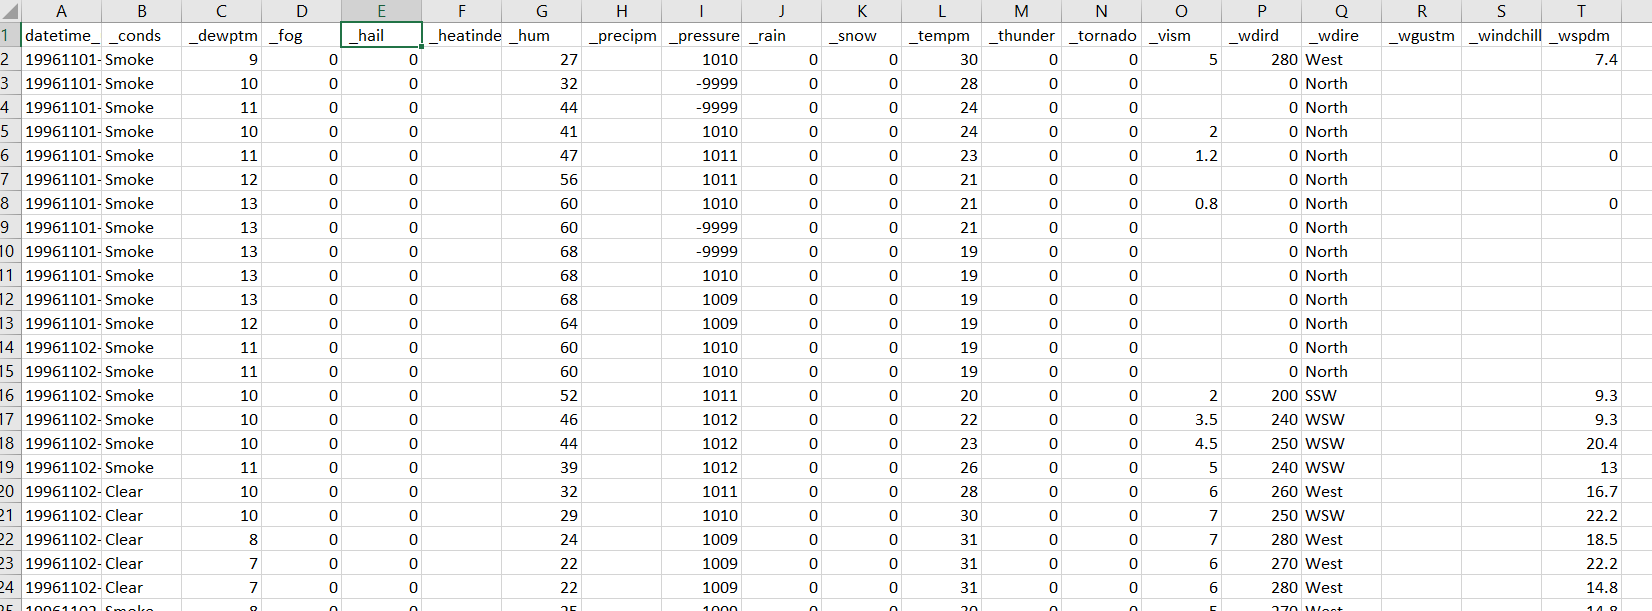 A B C D E F G H I J K L M N O P Q R S T
1 datetime_ _conds _dewptm _fog _hail _heatinde _hum _precipm _pressure _rain _snow _tempm _thunder _tornado _vism _wdird _wdire _wgustm _windchill _wspdm
2 19961101- Smoke 9 0 0 27 1010 0 0 30 0 0 5 280 West 7.4
3 19961101- Smoke 10 0 0 32 -9999 0 0 28 0 0 0 North
4 19961101- Smoke 11 0 0 44 -9999 0 0 24 0 0 0 North
5 19961101- Smoke 10 0 0 41 1010 0 0 24 0 0 2 0 North
6 19961101- Smoke 11 0 0 47 1011 0 0 23 0 0 1.2 0 North 0
7 19961101- Smoke 12 0 0 56 1011 0 0 21 0 0 0 North
8 19961101- Smoke 13 0 0 60 1010 0 0 21 0 0 0.8 0 North 0
9 19961101- Smoke 13 0 0 60 -9999 0 0 21 0 0 0 North
10 19961101- Smoke 13 0 0 68 -9999 0 0 19 0 0 0 North
11 19961101- Smoke 13 0 0 68 1010 0 0 19 0 0 0 North
12 19961101- Smoke 13 0 0 68 1009 0 0 19 0 0 0 North
13 19961101- Smoke 12 0 0 64 1009 0 0 19 0 0 0 North
14 19961102- Smoke 11 0 0 60 1010 0 0 19 0 0 0 North
15 19961102- Smoke 11 0 0 60 1010 0 0 19 0 0 0 North
16 19961102- Smoke 10 0 0 52 1011 0 0 20 0 0 2 200 SSW 9.3
17 19961102- Smoke 10 0 0 46 1012 0 0 22 0 0 3.5 240 WSW 9.3
18 19961102- Smoke 10 0 0 44 1012 0 0 23 0 0 4.5 250 WSW 20.4
19 19961102- Smoke 11 0 0 39 1012 0 0 26 0 0 5 240 WSW 13
20 19961102- Clear 10 0 0 32 1011 0 0 28 0 0 6 260 West 16.7
21 19961102- Clear 10 0 0 29 1010 0 0 30 0 0 7 250 WSW 22.2
22 19961102- Clear 8 0 0 24 1009 0 0 31 0 0 7 280 West 18.5
23 19961102- Clear 7 0 0 22 1009 0 0 31 0 0 6 270 West 22.2
24 19961102- Clear 7 0 0 22 1009 0 0 31 0 0 6 280 West 14.8